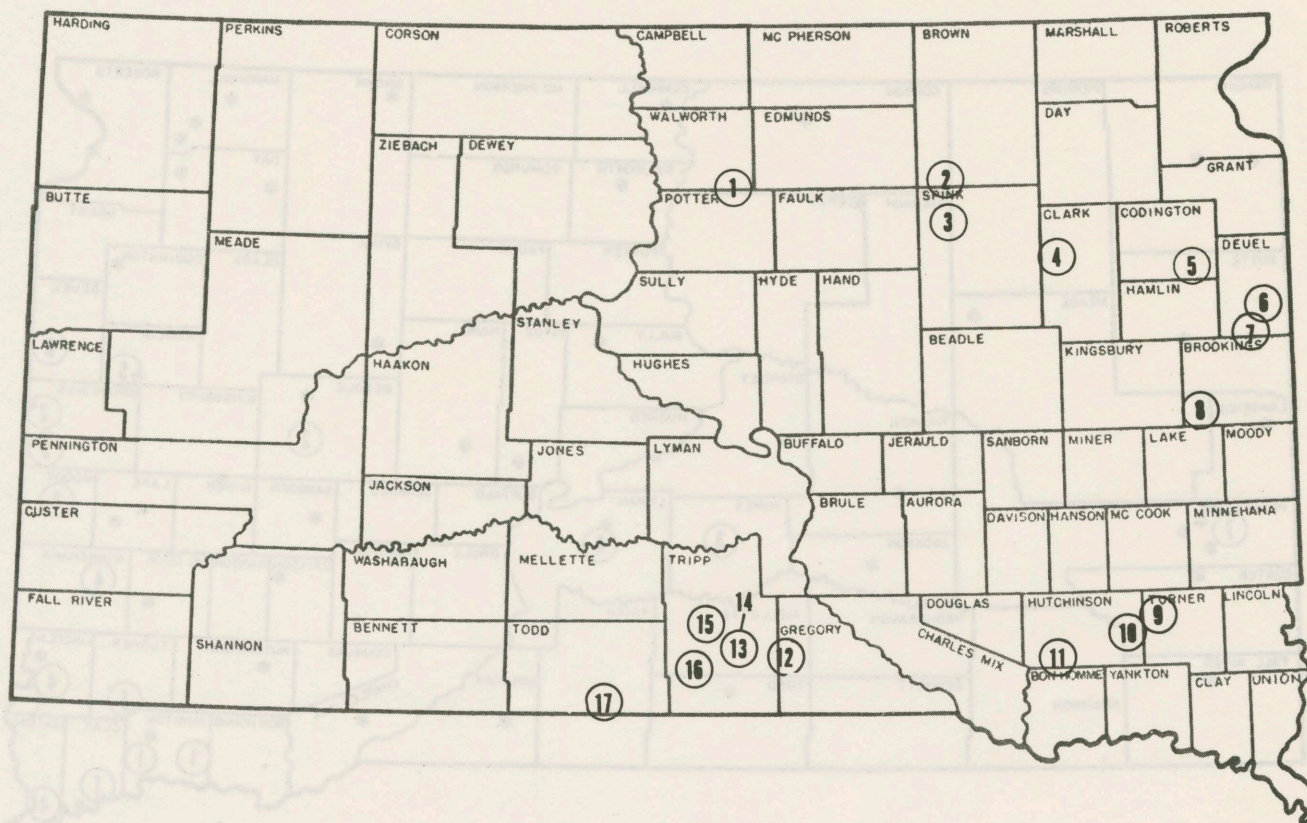 HARDING
PERKINS
CORSON
CAMPBELL
MC PHERSON
BROWN
MARSHALL
ROBERTS
WALWORTH
EDMUNDS
DAY
ZIEBACH
DEWEY
GRANT
BUTTE
1
2
POTTER
FAULK
SPINK
3
CLARK
CODINGTON
MEADE
4
5
DEUEL
SULLY
HYDE
HAND
HAMLIN
6
STANLEY
7
LAWRENCE
HAAKON
HUGHES
BEADLE
KINGSBURY
BROOKINGS
8
PENNINGTON
JONES
LYMAN
BUFFALO
JERAULD
SANBORN
MINER
LAKE
MOODY
JACKSON
CUSTER
BRULE
AURORA
DAVISON
HANSON
MC COOK
MINNEHAHA
WASHABAUGH
MELLETTE
TRIPP
FALL RIVER
14
DOUGLAS
HUTCHINSON
TURNER
LINCOLN
9
BENNETT
TODD
15
GREGORY
10
SHANNON
13
CHARLES MIX
16
12
11
BON HOMME
YANKTON
CLAY
UNION
17